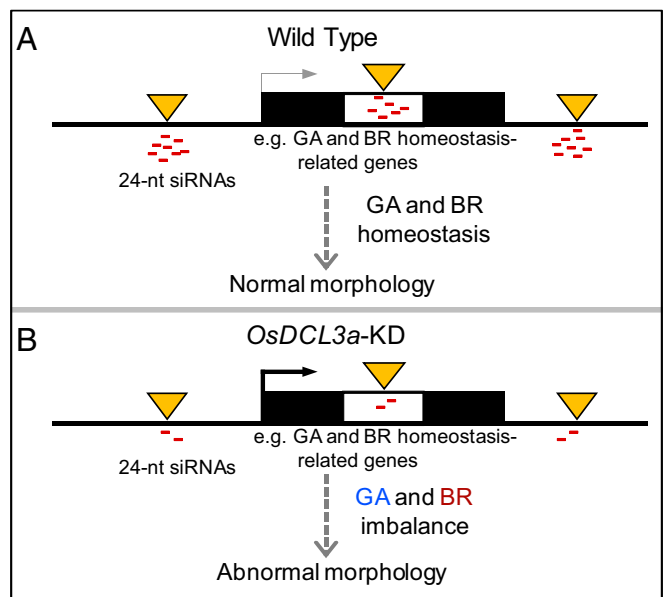 A
Wild Type
e.g. GA and BR homeostasis-
related genes
24-nt siRNAs
GA and BR
homeostasis
Normal morphology
B
OsDCL3a-KD
e.g. GA and BR homeostasis-
related genes
24-nt siRNAs
GA and BR
imbalance
Abnormal morphology